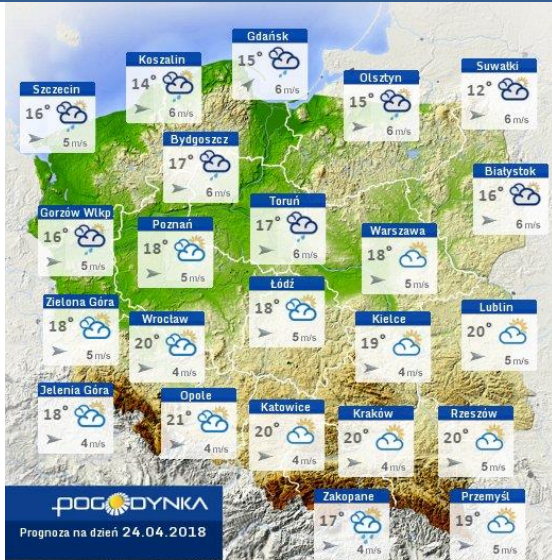 Gdańsk
15°
6 m/s
Koszalin
14°
6 m/s
Suwałki
12°
6 m/s
Olsztyn
15°
6 m/s
Szczecin
16°
5 m/s
Bydgoszcz
17°
6 m/s
Białystok
16°
6 m/s
Toruń
17°
6 m/s
Gorzów Wlkp
16°
5 m/s
Poznań
18°
5 m/s
Warszawa
18°
5 m/s
Łódź
18°
5 m/s
Zielona Góra
18°
5 m/s
Wrocław
20°
4 m/s
Kielce
19°
4 m/s
Lublin
20°
5 m/s
Jelenia Góra
18°
4 m/s
Opole
21°
4 m/s
Katowice
20°
4 m/s
Kraków
20°
4 m/s
Rzeszów
20°
5 m/s
Zakopane
17°
4 m/s
Przemyśl
19°
5 m/s
POGODYNKA
Prognoza na dzień 24.04.2018